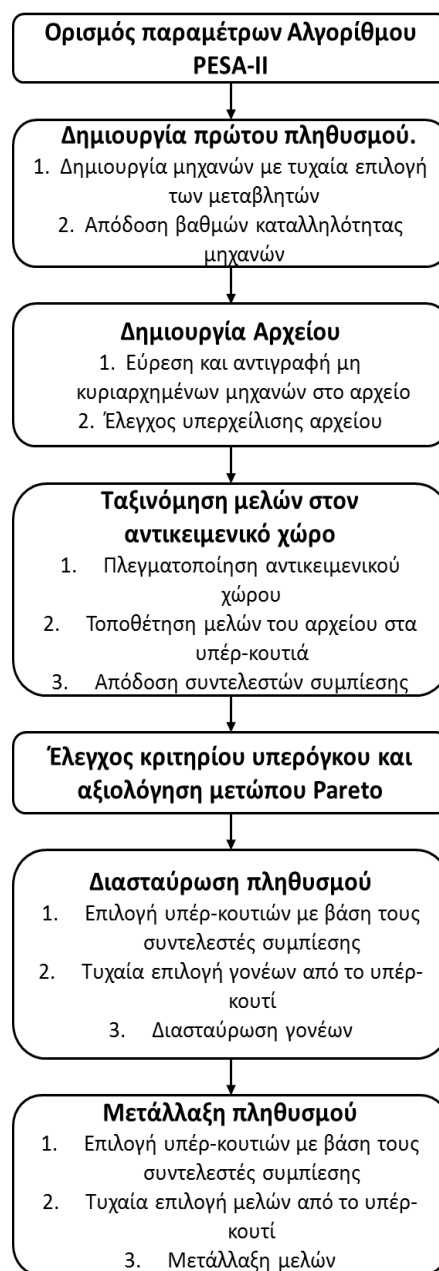 Ορισμός παραμέτρων Αλγορίθμου
PESA-II
Δημιουργία πρώτου πληθυσμού.
1. Δημιουργία μηχανών με τυχαία επιλογή
των μεταβλητών
2. Απόδοση βαθμών καταλληλότητας
μηχανών
Δημιουργία Αρχείου
1. Εύρεση και αντιγραφή μη
κυριαρχημένων μηχανών στο αρχείο
2. Έλεγχος υπερχείλισης αρχείου
Ταξινόμηση μελών στον
αντικειμενικό χώρο
1. Πλεγματοποίηση αντικειμενικού
χώρου
2. Τοποθέτηση μελών του αρχείου στα
υπέρ-κουτιά
3. Απόδοση συντελεστών συμπίεσης
Έλεγχος κριτηρίου υπερόγκου και
αξιολόγηση μετώπου Pareto
Διασταύρωση πληθυσμού
1. Επιλογή υπέρ-κουτιών με βάση τους
συντελεστές συμπίεσης
2. Τυχαία επιλογή γονέων από το υπέρ-
κουτί
3. Διασταύρωση γονέων
Μετάλλαξη πληθυσμού
1. Επιλογή υπέρ-κουτιών με βάση τους
συντελεστές συμπίεσης
2. Τυχαία επιλογή μελών από το υπέρ-
κουτί
3. Μετάλλαξη μελών